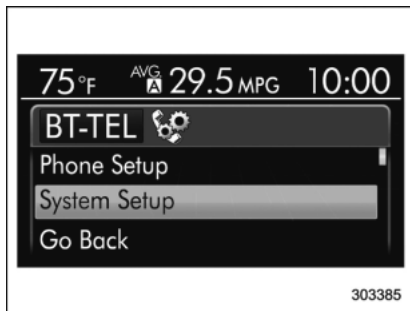 75°F AVG A 29.5 MPG 10:00
BT-TEL
Phone Setup
System Setup
Go Back
303385